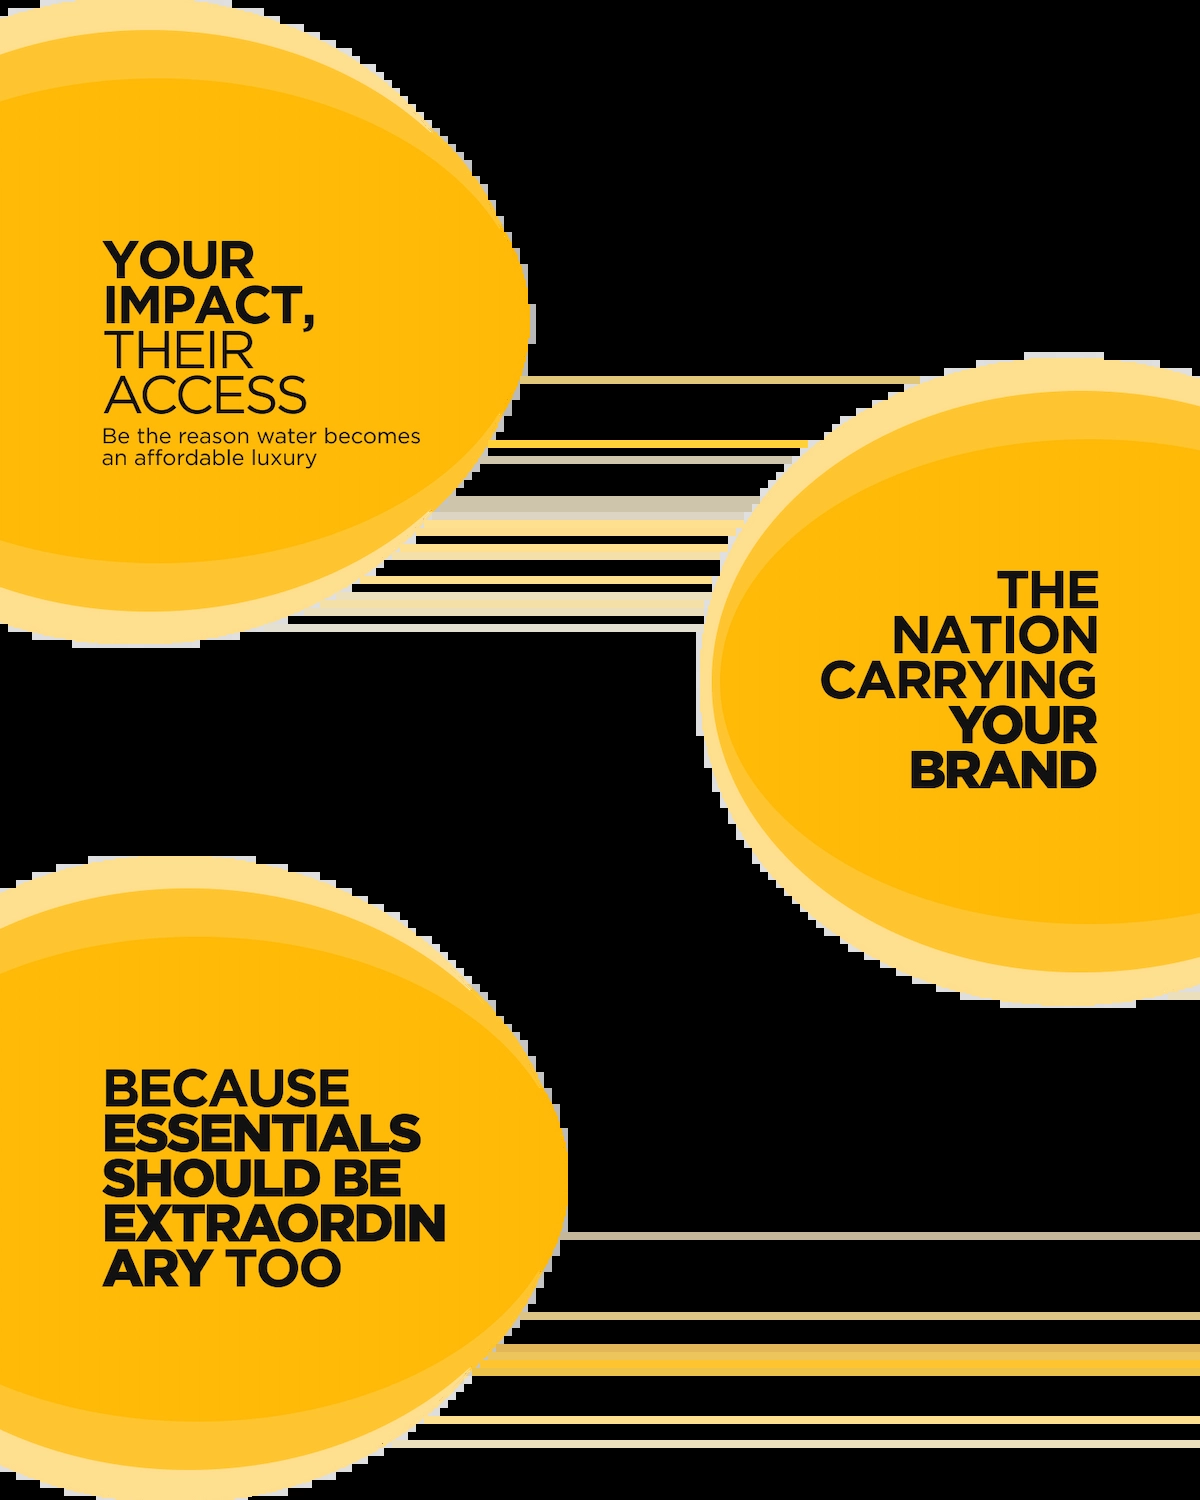 YOUR
IMPACT,
THEIR
ACCESS
Be the reason water becomes
an affordable luxury
THE
NATION
CARRYING
YOUR
BRAND
BECAUSE
ESSENTIALS
SHOULD BE
EXTRAORDIN
ARY TOO